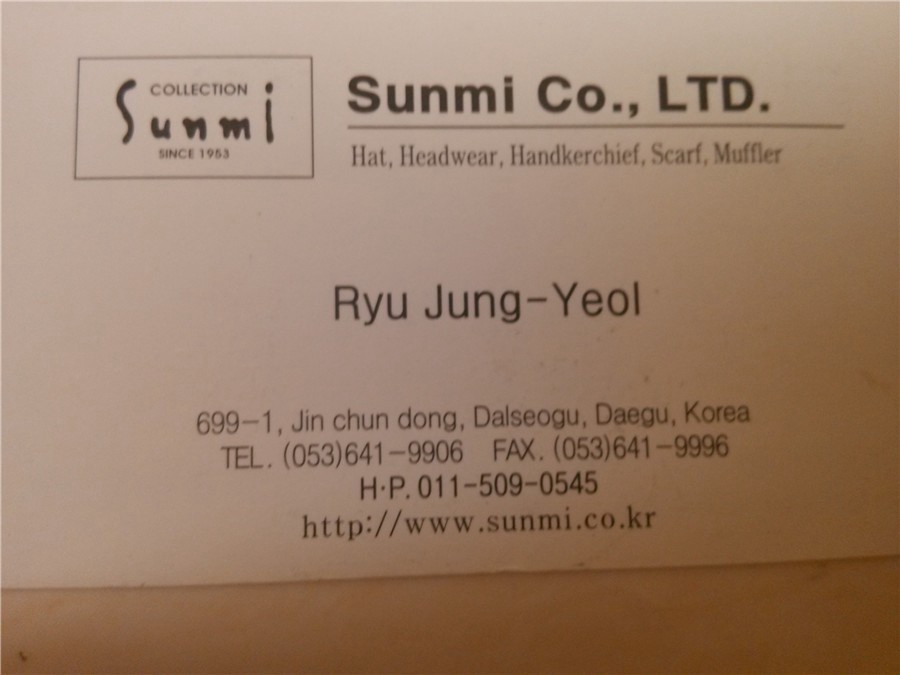 COLLECTION
Sunmi
SINCE 1953
Sunmi Co., LTD.
Hat, Headwear, Handkerchief, Scarf, Muffler
Ryu Jung-Yeol
699-1, Jin chun dong, Dalseogu, Daegu, Korea
TEL. (053)641-9906 FAX. (053)641-9996
H·P. 011-509-0545
http://www.sunmi.co.kr